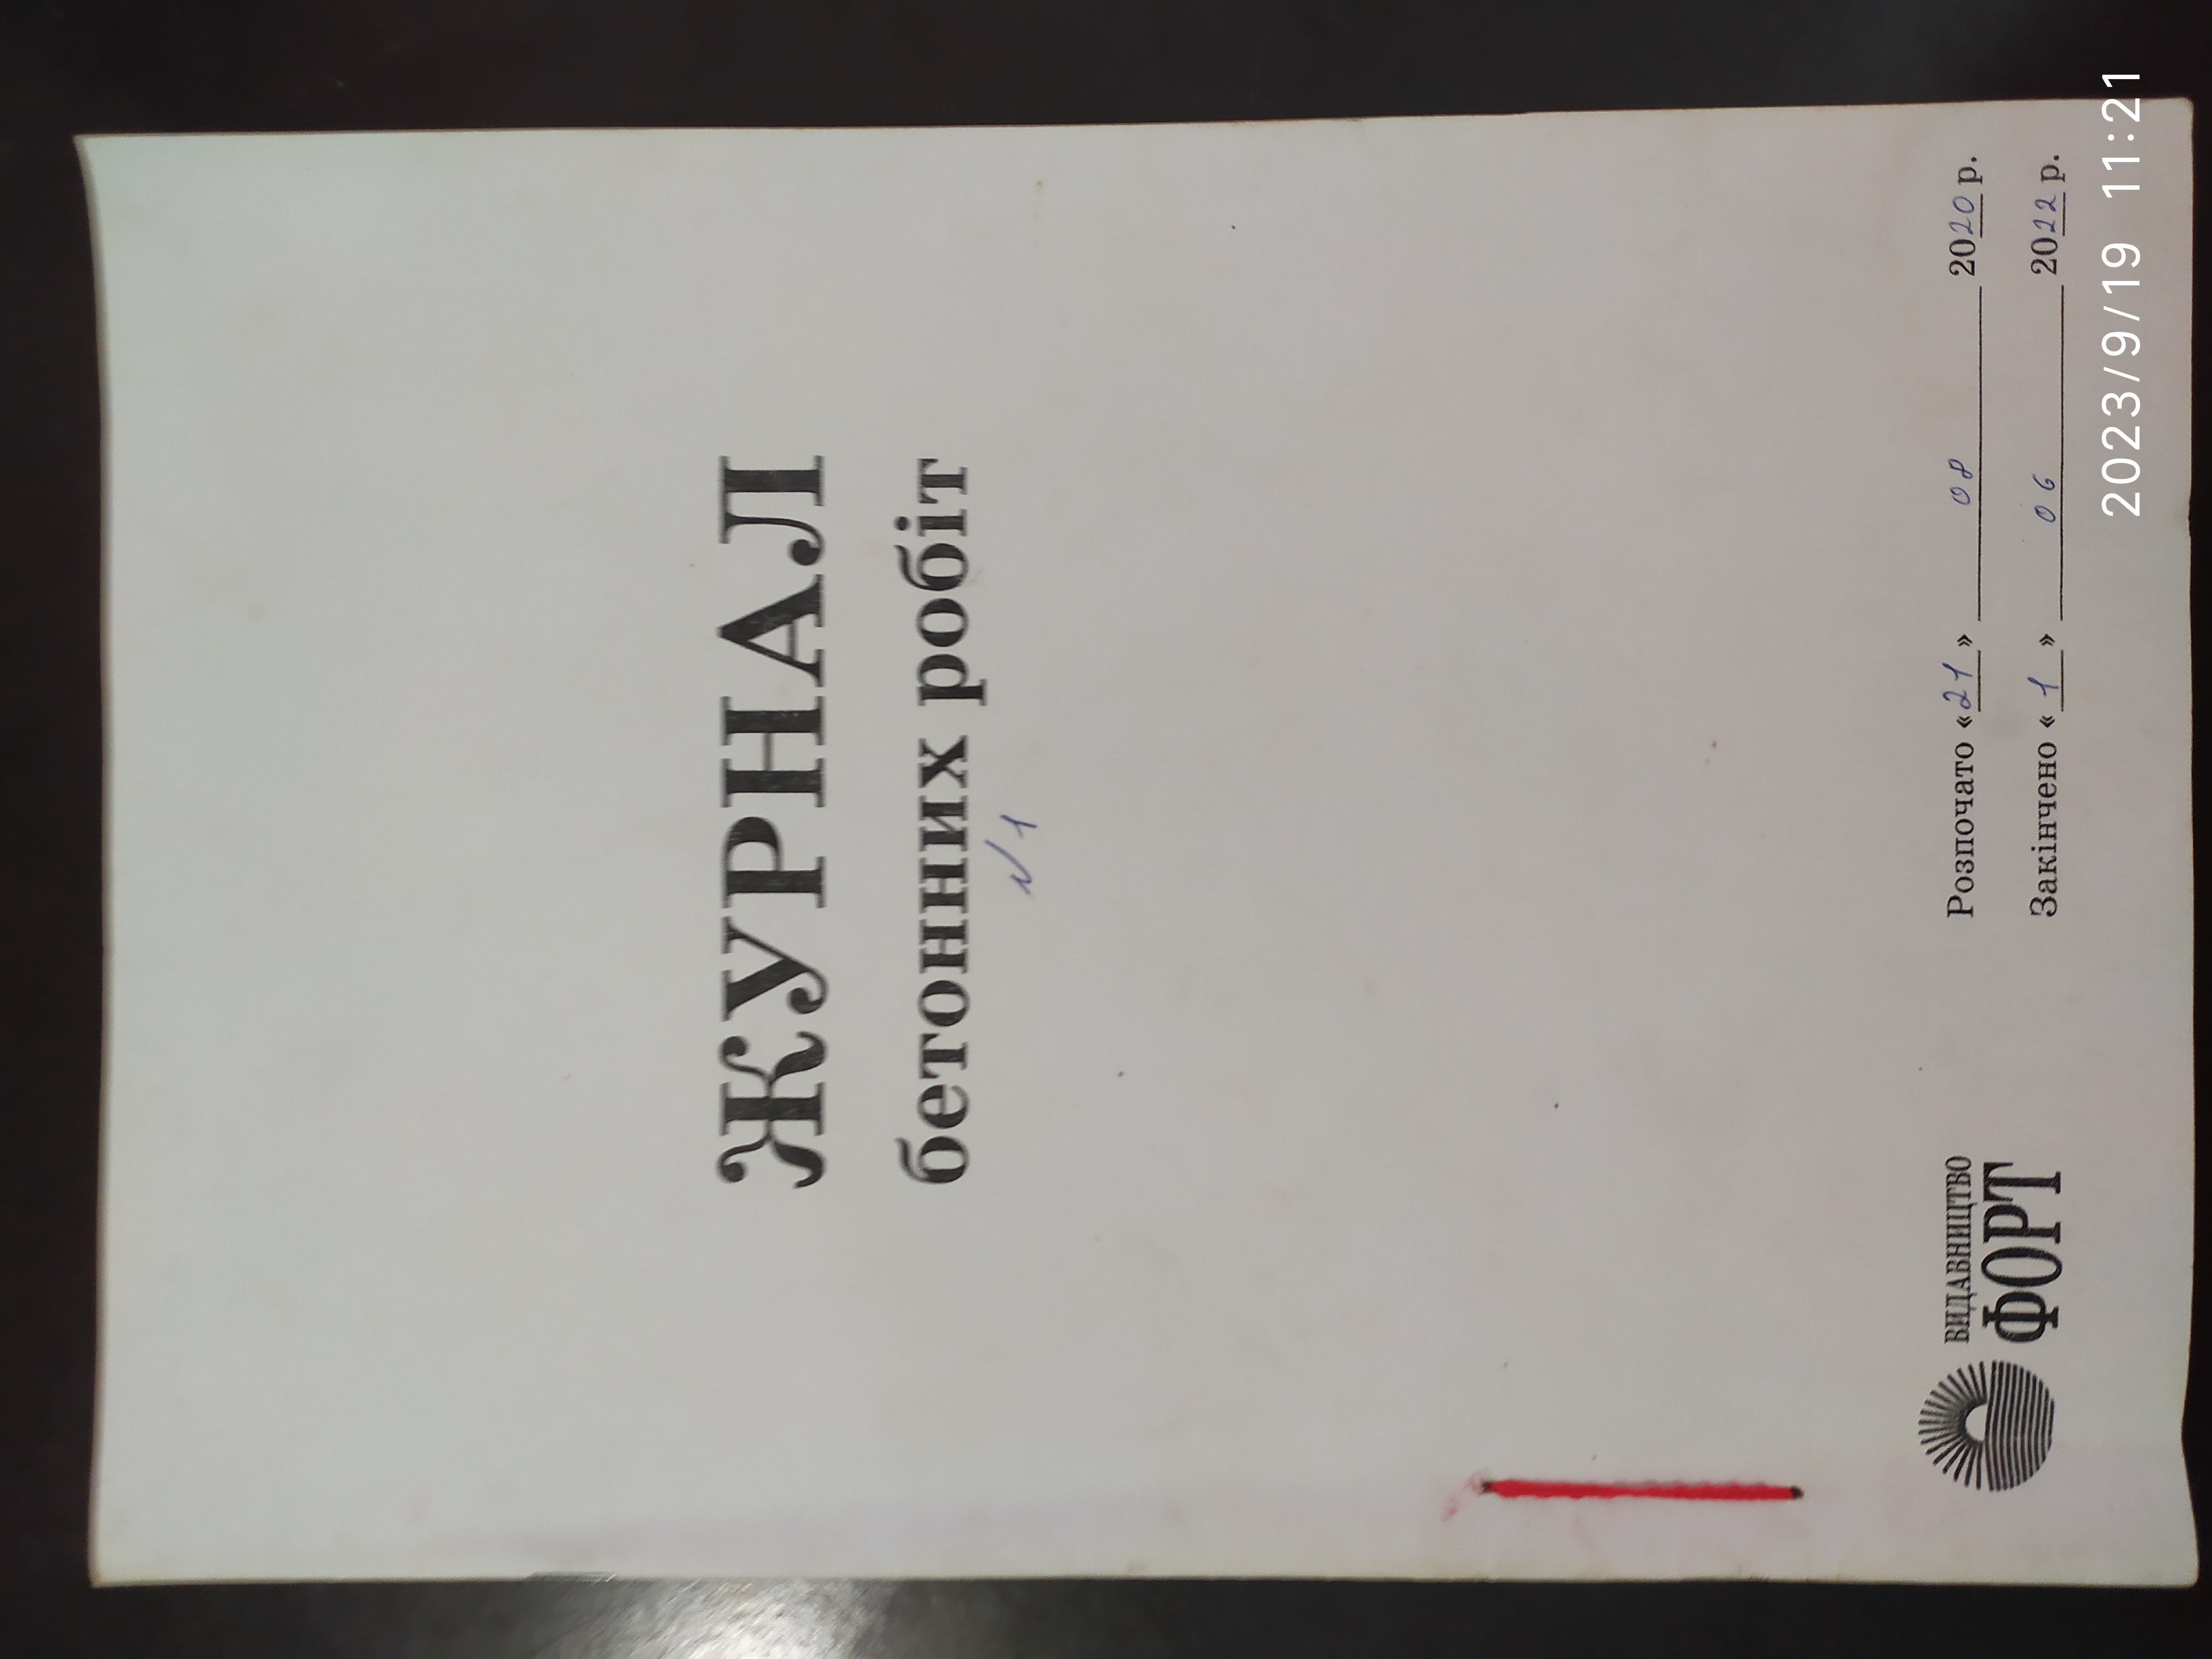 ЖУРНАЛ
бетонних робіт
№1
ВИДАВНИЦТВО
ФОРТ
Розпочато «21» 08 2020 р.
Закінчено «1» 06 2022 р.
2023/9/19 11:21